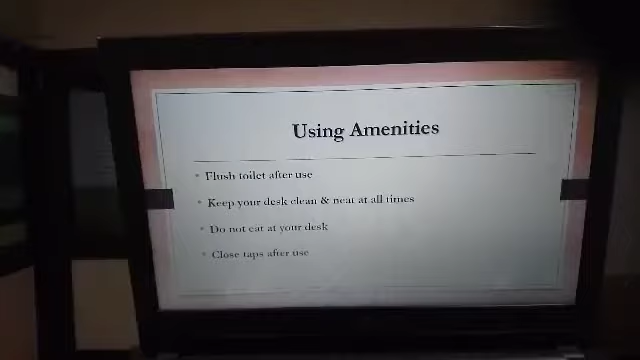 Using Amenities
Flush toilet after use
Keep your desk clean & neat at all times
Do not eat at your desk
Close taps after use